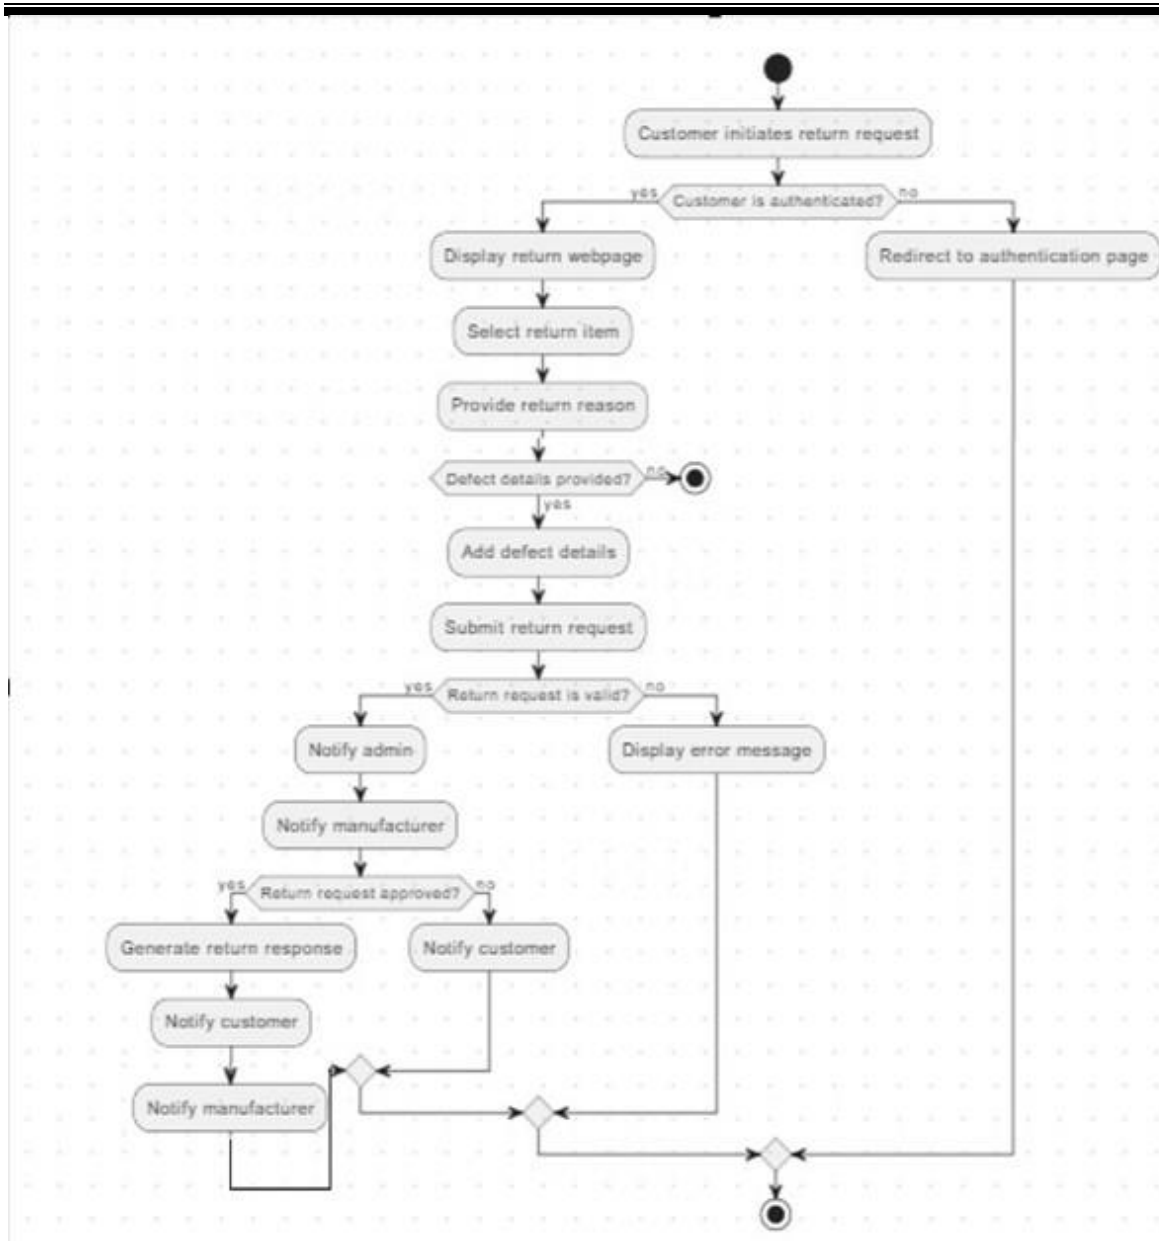 Customer initiates return request
yes
Customer is authenticated?
no
Display return webpage
Redirect to authentication page
Select return item
Provide return reason
Defect details provided?
no
yes
Add defect details
Submit return request
yes
Return request is valid?
no
Notify admin
Display error message
Notify manufacturer
yes
Return request approved?
no
Generate return response
Notify customer
Notify customer
Notify manufacturer